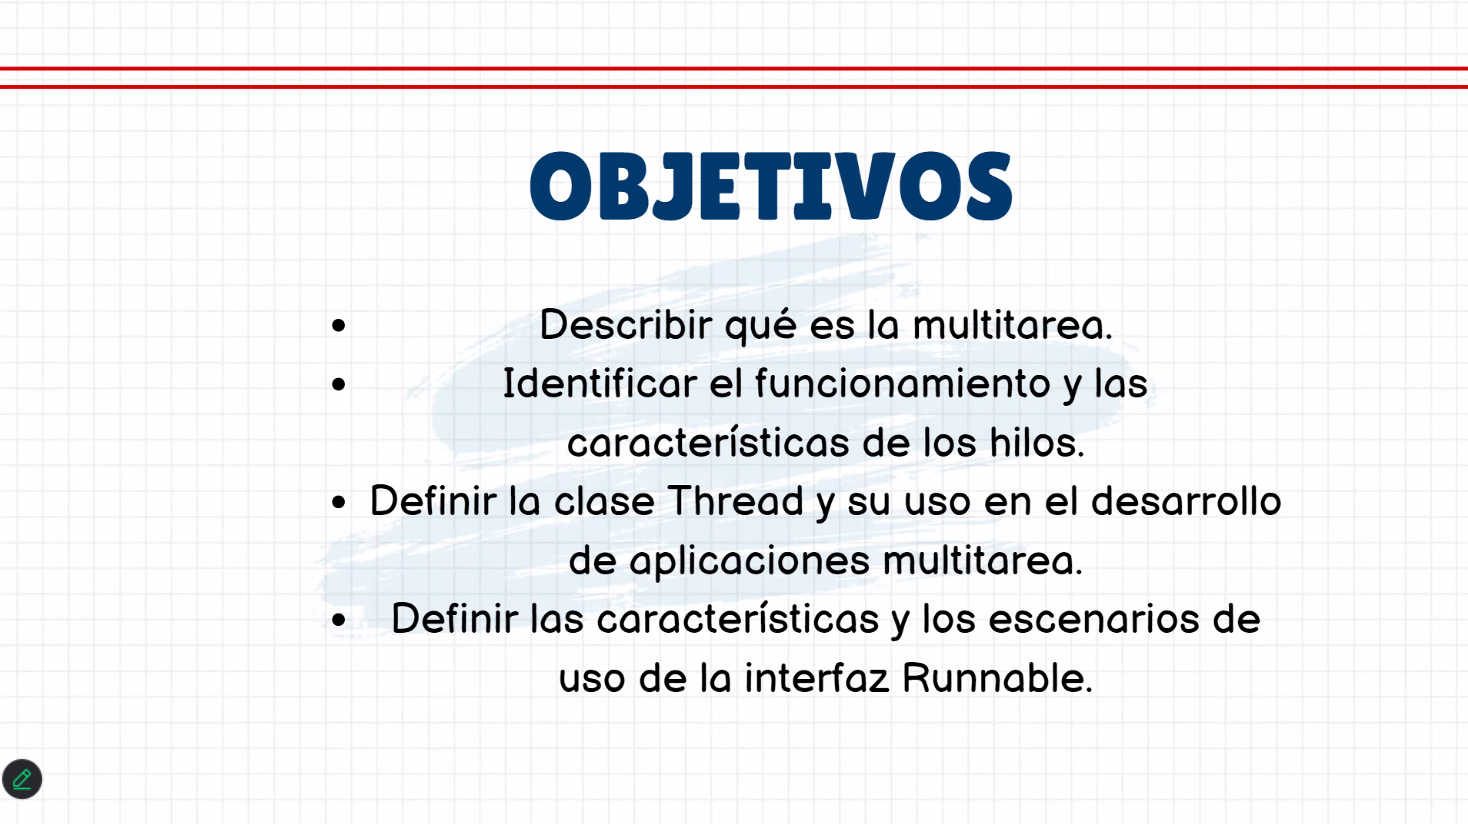 OBJETIVOS
• Describir qué es la multitarea.
• Identificar el funcionamiento y las
características de los hilos.
• Definir la clase Thread y su uso en el desarrollo
de aplicaciones multitarea.
• Definir las características y los escenarios de
uso de la interfaz Runnable.